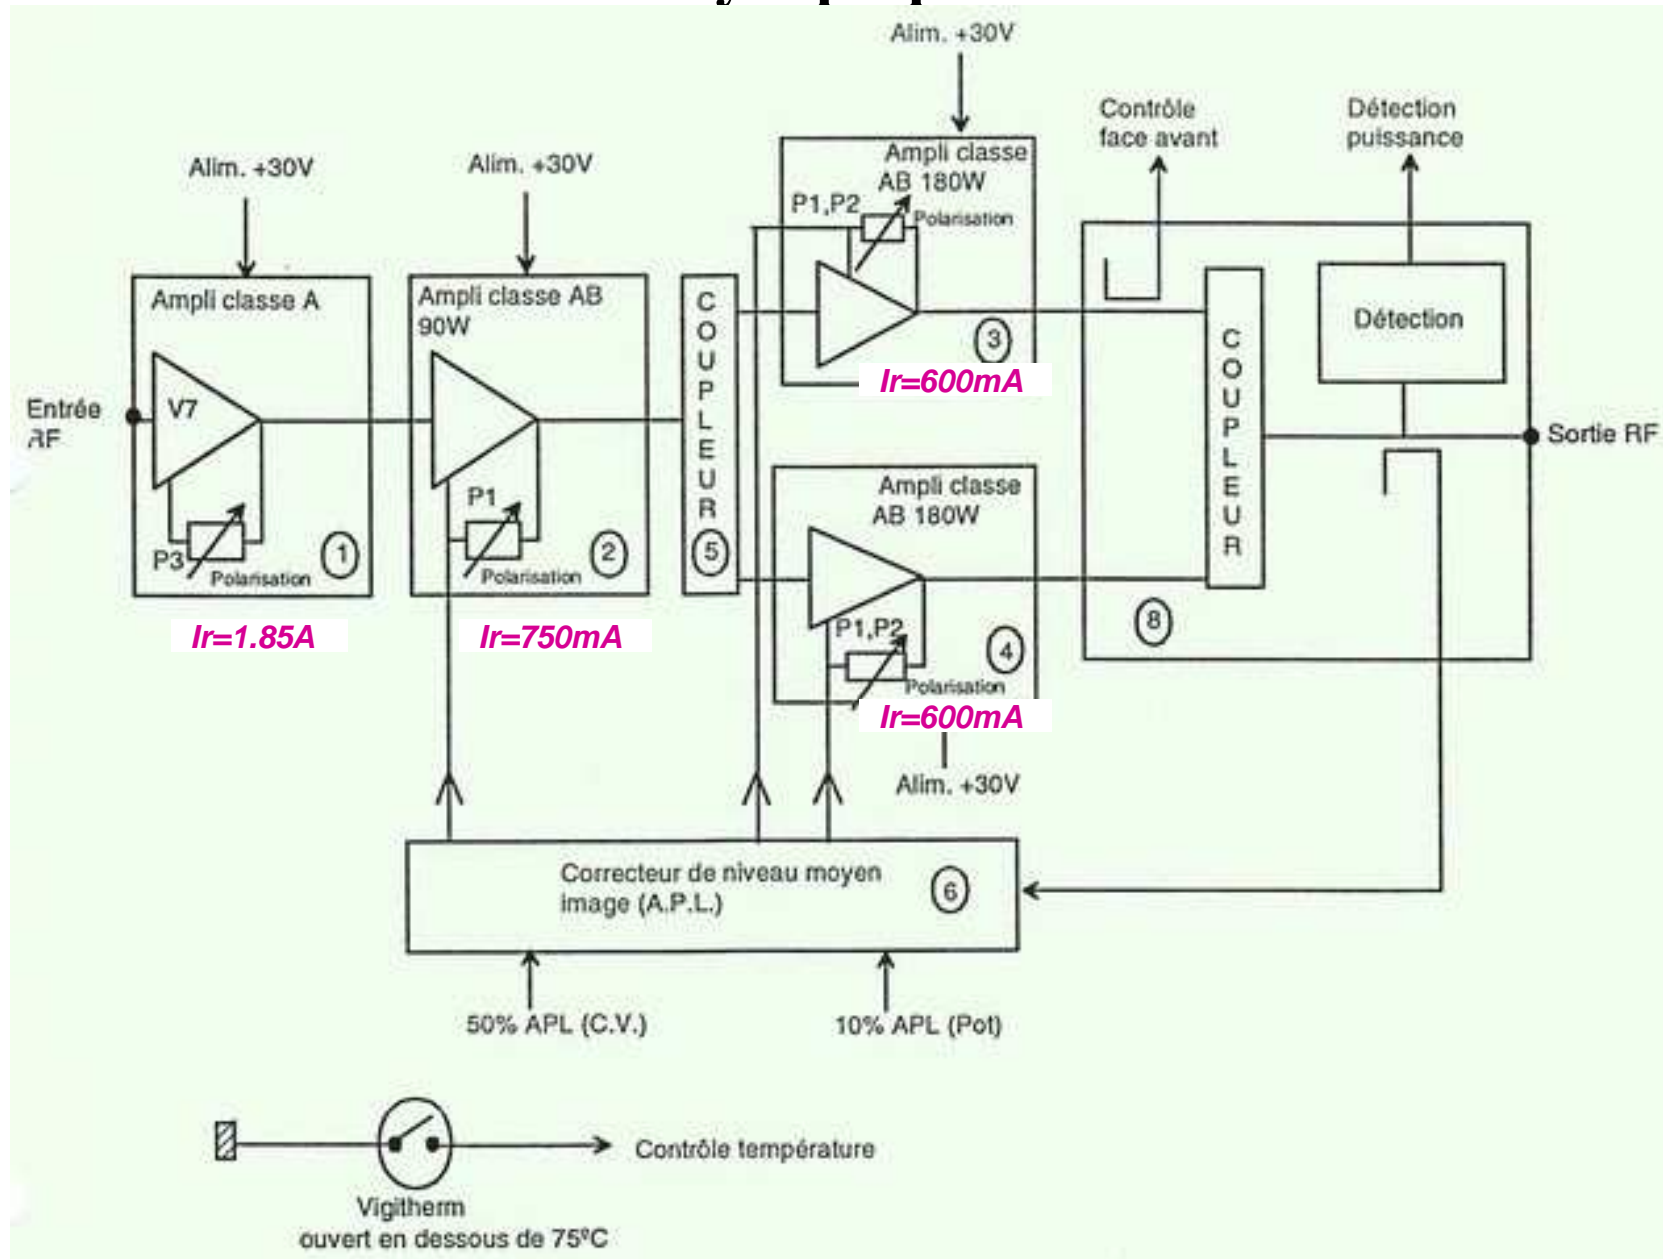 Alim. +30V
Contrôle
face avant
Détection
puissance
Alim. +30V
Alim. +30V
Ampli classe
AB 180W
P1,P2
Polarisation
Ampli classe A
Ampli classe AB
90W
COUPLEUR
3
Ir=600mA
Détection
COUPLEUR
Entrée
RF
V7
Sortie RF
P3
Polarisation
1
P1
Polarisation
2
5
Ampli classe
AB 180W
P1,P2
Polarisation
4
8
Ir=1.85A
Ir=750mA
Ir=600mA
Alim. +30V
Correcteur de niveau moyen
image (A.P.L.)
6
50% APL (C.V.)
10% APL (Pot)
Contrôle température
Vigitherm
ouvert en dessous de 75ºC